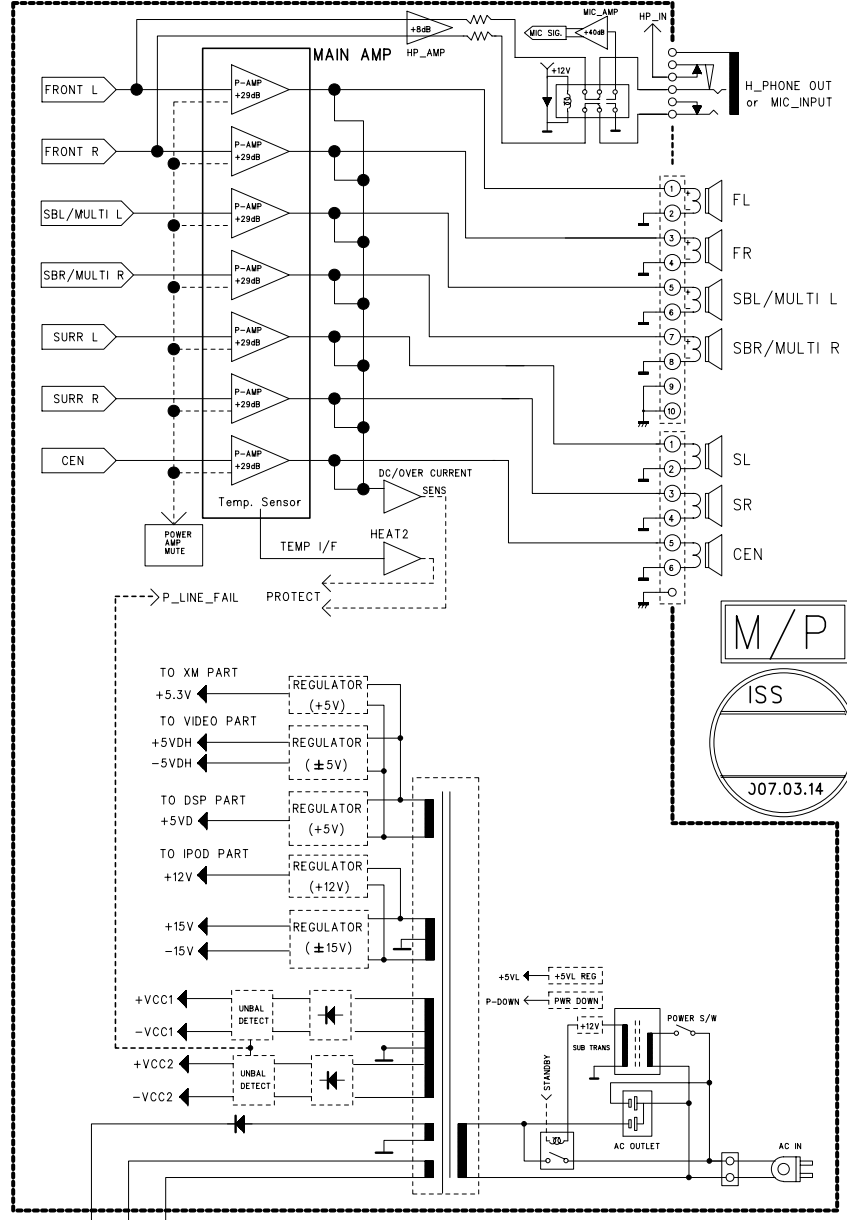 MIC_AMP
HP_IN
+8dB
MIC SIG.
+40dB
HP_AMP
MAIN AMP
+12V
H_PHONE OUT
or MIC_INPUT
FRONT L
P-AMP
+29dB
FRONT R
P-AMP
+29dB
SBL/MULTI L
P-AMP
+29dB
SBR/MULTI R
P-AMP
+29dB
SURR L
P-AMP
+29dB
SURR R
P-AMP
+29dB
CEN
P-AMP
+29dB
1
+
FL
2
3
+
FR
4
5
+
SBL/MULTI L
6
7
+
SBR/MULTI R
8
9
10
1
SL
2
3
SR
4
5
CEN
6
DC/OVER CURRENT
SENS
Temp. Sensor
POWER
AMP
MUTE
TEMP I/F
HEAT2
P_LINE_FAIL
PROTECT
M/P
ISS
J07.03.14
TO XM PART
+5.3V
REGULATOR
(+5V)
TO VIDEO PART
+5VDH
-5VDH
REGULATOR
(±5V)
TO DSP PART
+5VD
REGULATOR
(+5V)
TO IPOD PART
+12V
REGULATOR
(+12V)
+15V
-15V
REGULATOR
(±15V)
+VCC1
-VCC1
UNBAL
DETECT
+VCC2
-VCC2
UNBAL
DETECT
+5VL
+5VL REG
P-DOWN
PWR DOWN
+12V
SUB TRANS
POWER S/W
STANDBY
AC OUTLET
AC IN